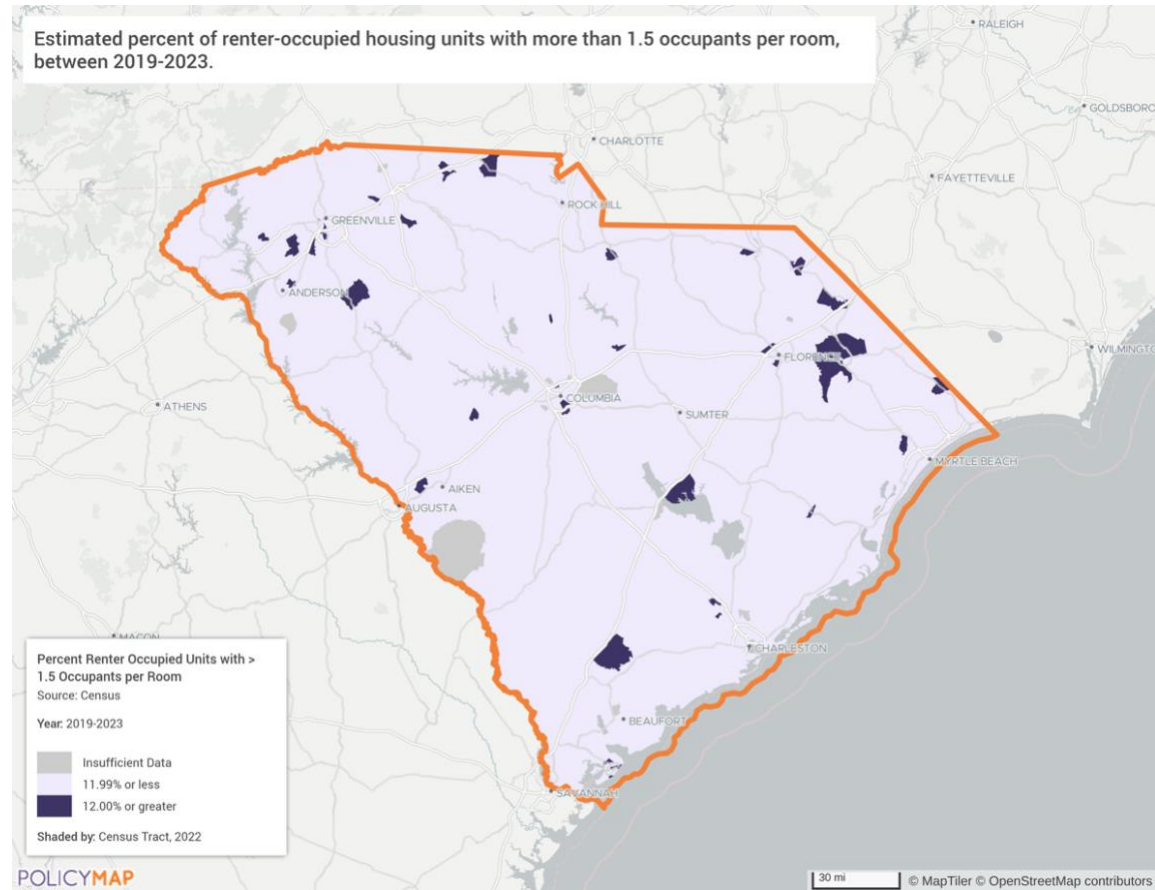 Estimated percent of renter-occupied housing units with more than 1.5 occupants per room,
between 2019-2023.
RALEIGH
GOLDSBORO
CHARLOTTE
FAYETTEVILLE
ROCK HILL
GREENVILLE
ANDERSON
WILMINGTO
FLORENCE
ATHENS
COLUMBIA
SUMTER
MYRTLE BEACH
AIKEN
AUGUSTA
MACON
CHARLESTON
BEAUFORT
SAVANNAH
Percent Renter Occupied Units with >
1.5 Occupants per Room
Source: Census
Year: 2019-2023
Insufficient Data
11.99% or less
12.00% or greater
Shaded by: Census Tract, 2022
POLICYMAP
30 mi
© MapTiler © OpenStreetMap contributors